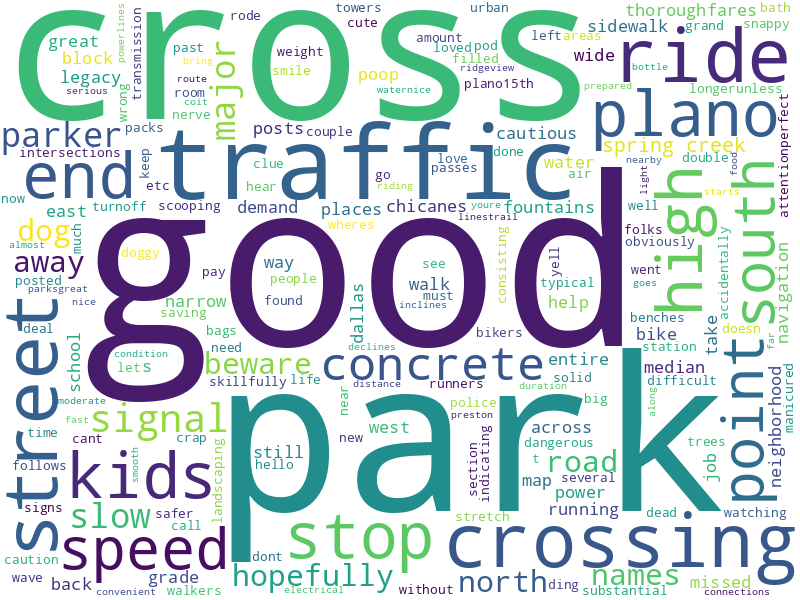 cross
good
park
traffic
crossing
ride
plano
high
south
street
speed
kids
stop
concrete
point
end
parker
signal
slow
hopefully
north
road
names
beware
away
dog
major
great
block
legacy
rode
past
room
nerve
route
coit
powerlines
transmission
wrong
serious
towers
cute
weight
smile
urban
amount
loved
pod
filled
waternice
left
areas
ridgeview
plano15th
bring
sidewalk
wide
thoroughfares
bath
grand
snappy
longerunless
bottle
prepared
spring creek
nearby
double
food
light
attentionperfect
intersections
packs
posts
couple
keep
etc
scooping
clue
hear
love
passes
go
riding
cautious
done
water
air
youre
linestrail
now
east
turnoff
demand
places
chicanes
fountains
wheres
well
folks
obviously
starts
accidentally
navigation
almost
much
doggy
pay
way
people
found
dallas
see
walk
must
inclines
consisting
yell
typical
help
went
goes
benches
bike
posted
parksgreat
nice
deal
narrow
saving
bags
need
bikers
take
doesn
station
far
median
difficult
manicured
school
condition
let
s
declines
skillfully
life
runners
entire
solid
big
moderate
fast
distance
near
police
duration
preston
along
trees
job
neighborhood
time
cant
crap
smooth
new
west
across
dangerous
t
map
several
power
running
dead
watching
follows
signs
safer
call
landscaping
still
hello
section
indicating
stretch
caution
wave
back
grade
walkers
convenient
dont
electrical
without
ding
substantial
missed
connections